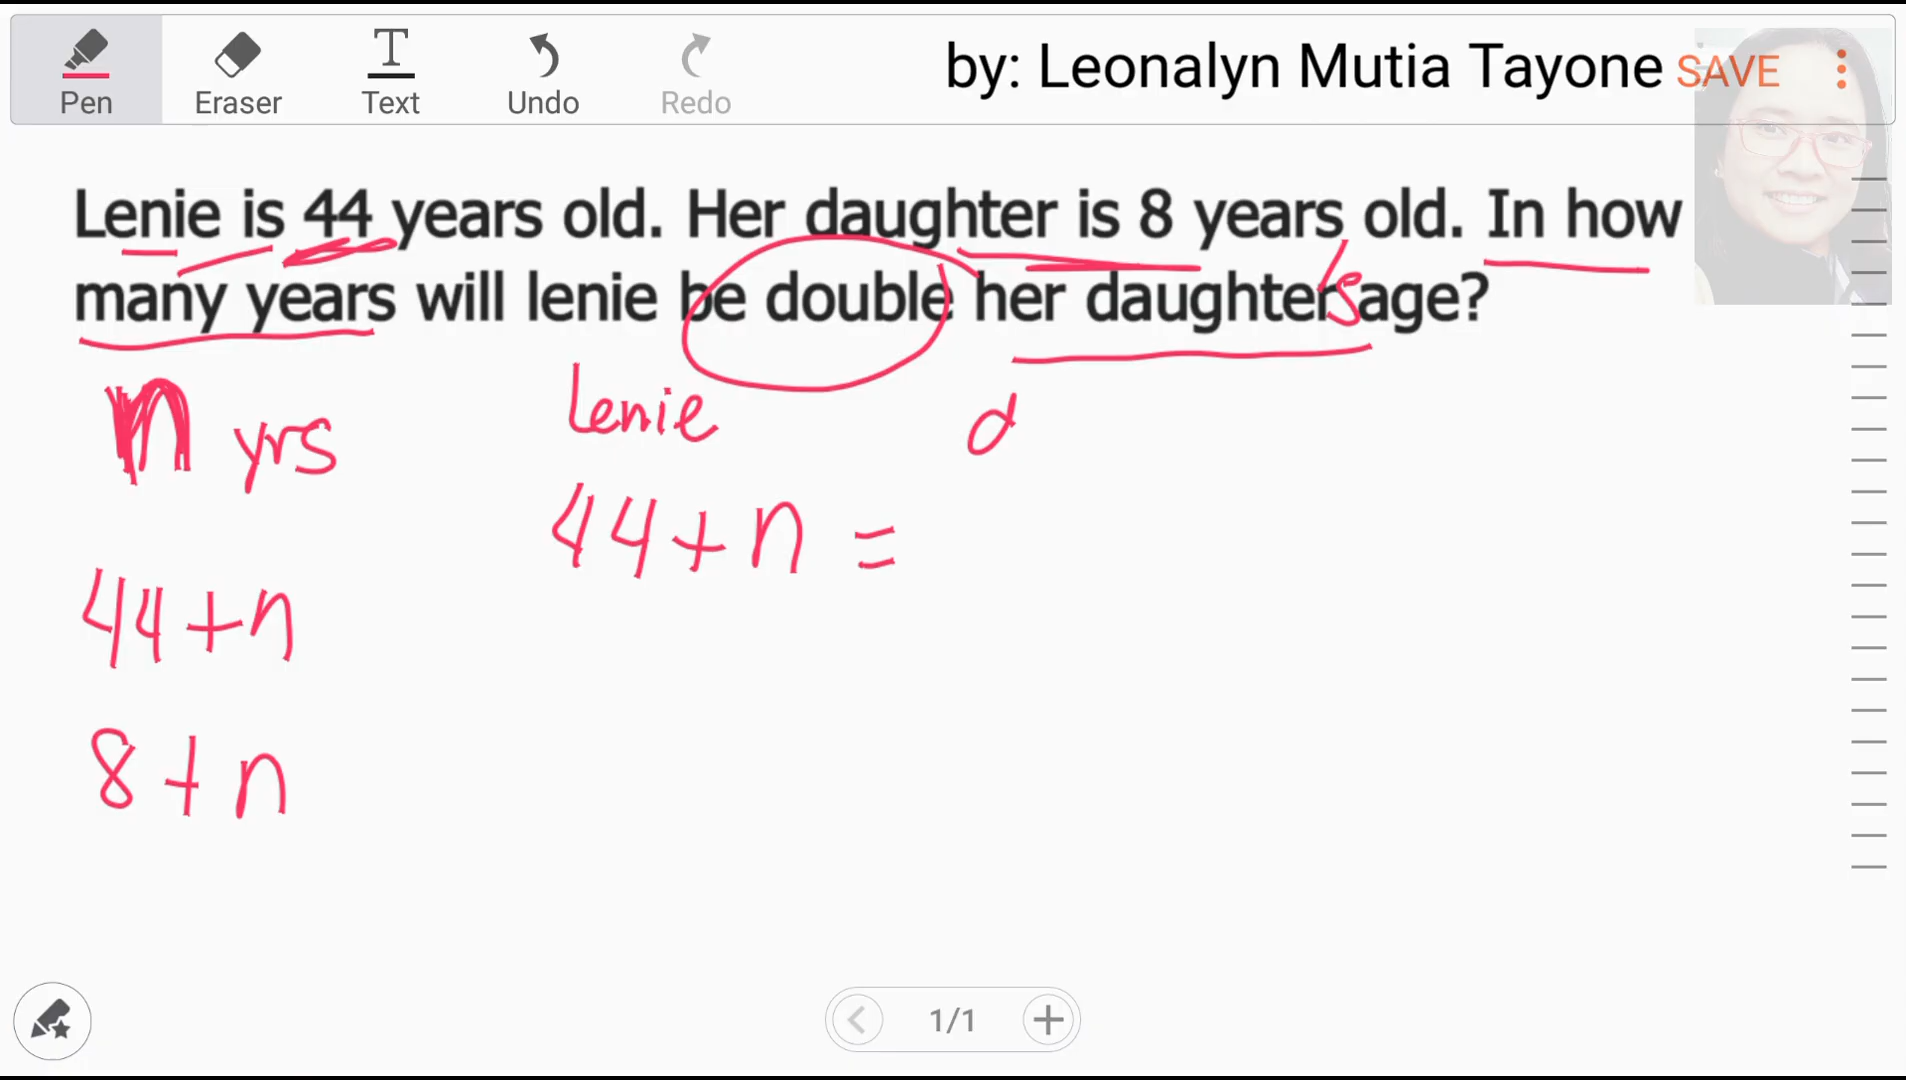 Pen Eraser Text Undo Redo by: Leonalyn Mutia Tayone SAVE
Lenie is 44 years old. Her daughter is 8 years old. In how
many years will lenie be double her daughter's age?
n yrs lenie d
44 + n =
44 + n
8 + n
1/1